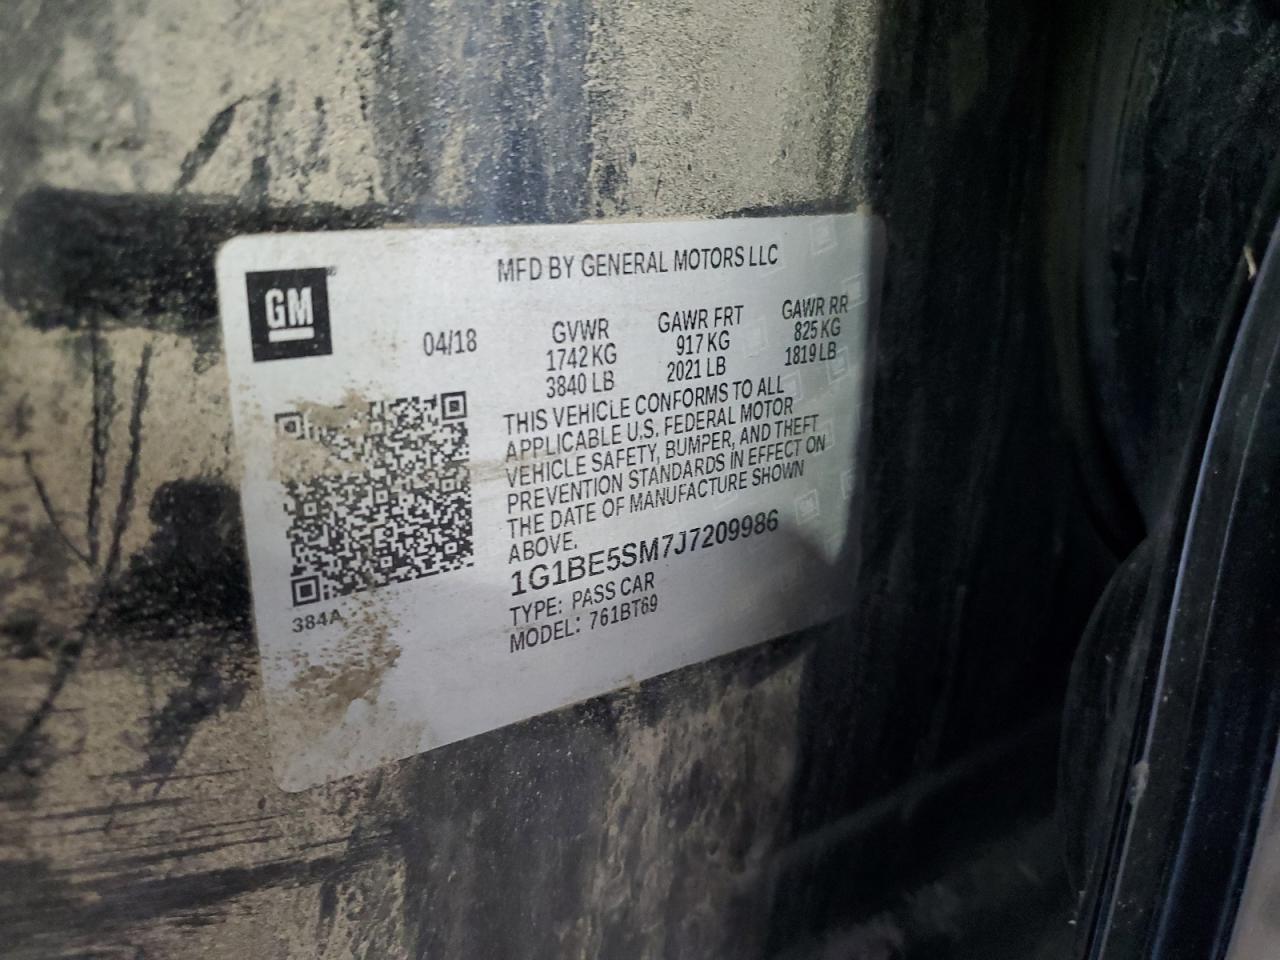 MFD BY GENERAL MOTORS LLC
GM
04/18
GVWR
1742 KG
3840 LB
GAWR FRT
917 KG
2021 LB
GAWR RR
825 KG
1819 LB
THIS VEHICLE CONFORMS TO ALL
APPLICABLE U.S. FEDERAL MOTOR
VEHICLE SAFETY, BUMPER, AND THEFT
PREVENTION STANDARDS IN EFFECT ON
THE DATE OF MANUFACTURE SHOWN
ABOVE.
1G1BE5SM7J7209986
TYPE: PASS CAR
MODEL: 761BT69
384A